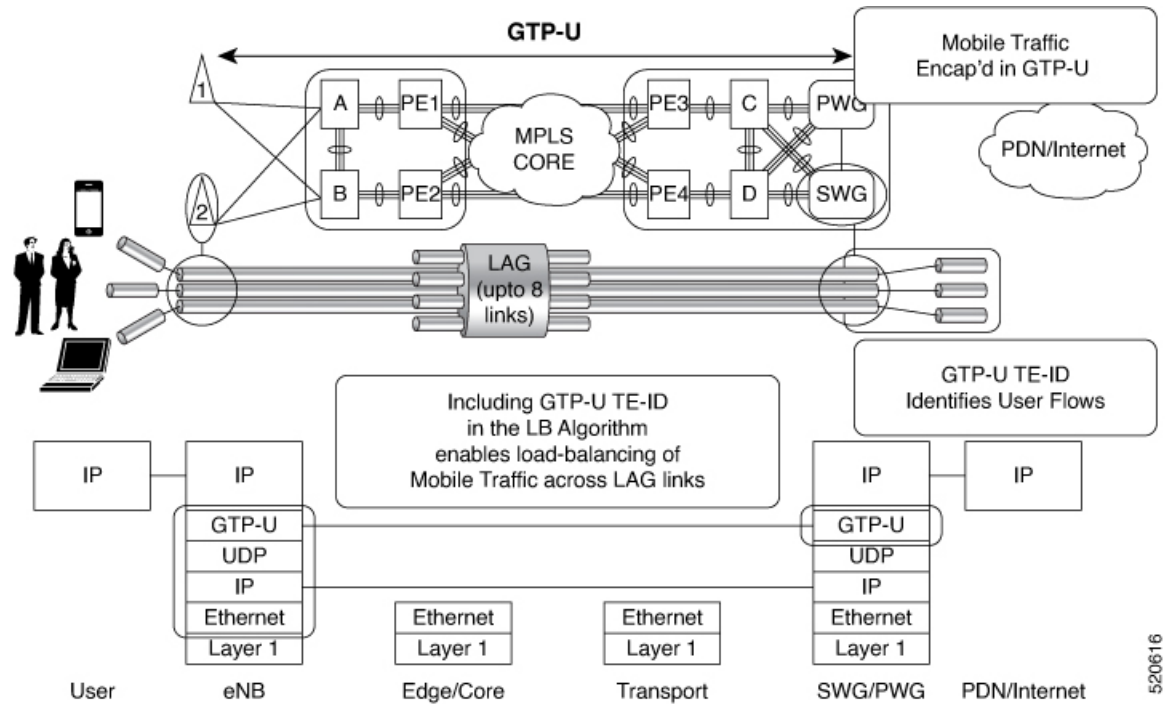 GTP-U
Mobile Traffic
Encap'd in GTP-U
1
A
PE1
PE3
C
PWG
MPLS
CORE
PDN/Internet
2
B
PE2
PE4
D
SWG
LAG
(upto 8
links)
GTP-U TE-ID
Identifies User Flows
Including GTP-U TE-ID
in the LB Algorithm
enables load-balancing of
Mobile Traffic across LAG links
IP
IP
IP
IP
GTP-U
GTP-U
UDP
UDP
IP
IP
Ethernet
Ethernet
Ethernet
Ethernet
Layer 1
Layer 1
Layer 1
Layer 1
User
eNB
Edge/Core
Transport
SWG/PWG
PDN/Internet
520616